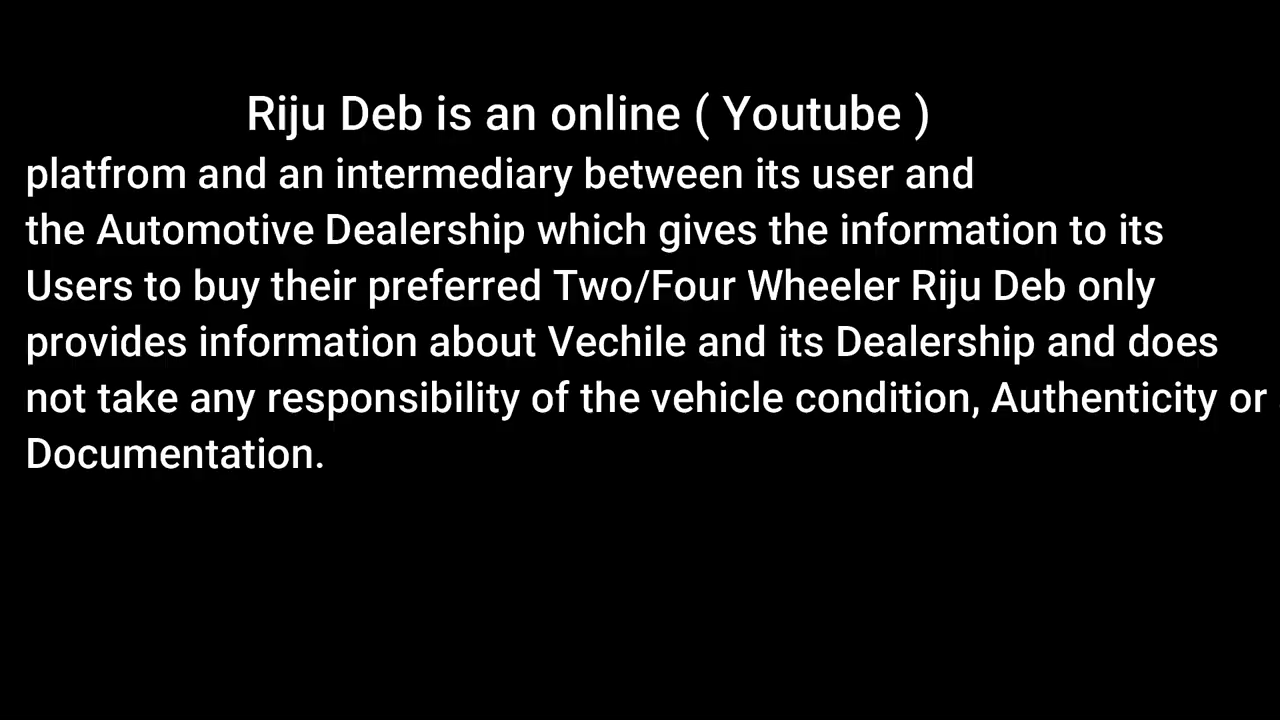 Riju Deb is an online ( Youtube )
platfrom and an intermediary between its user and
the Automotive Dealership which gives the information to its
Users to buy their preferred Two/Four Wheeler Riju Deb only
provides information about Vechile and its Dealership and does
not take any responsibility of the vehicle condition, Authenticity or
Documentation.